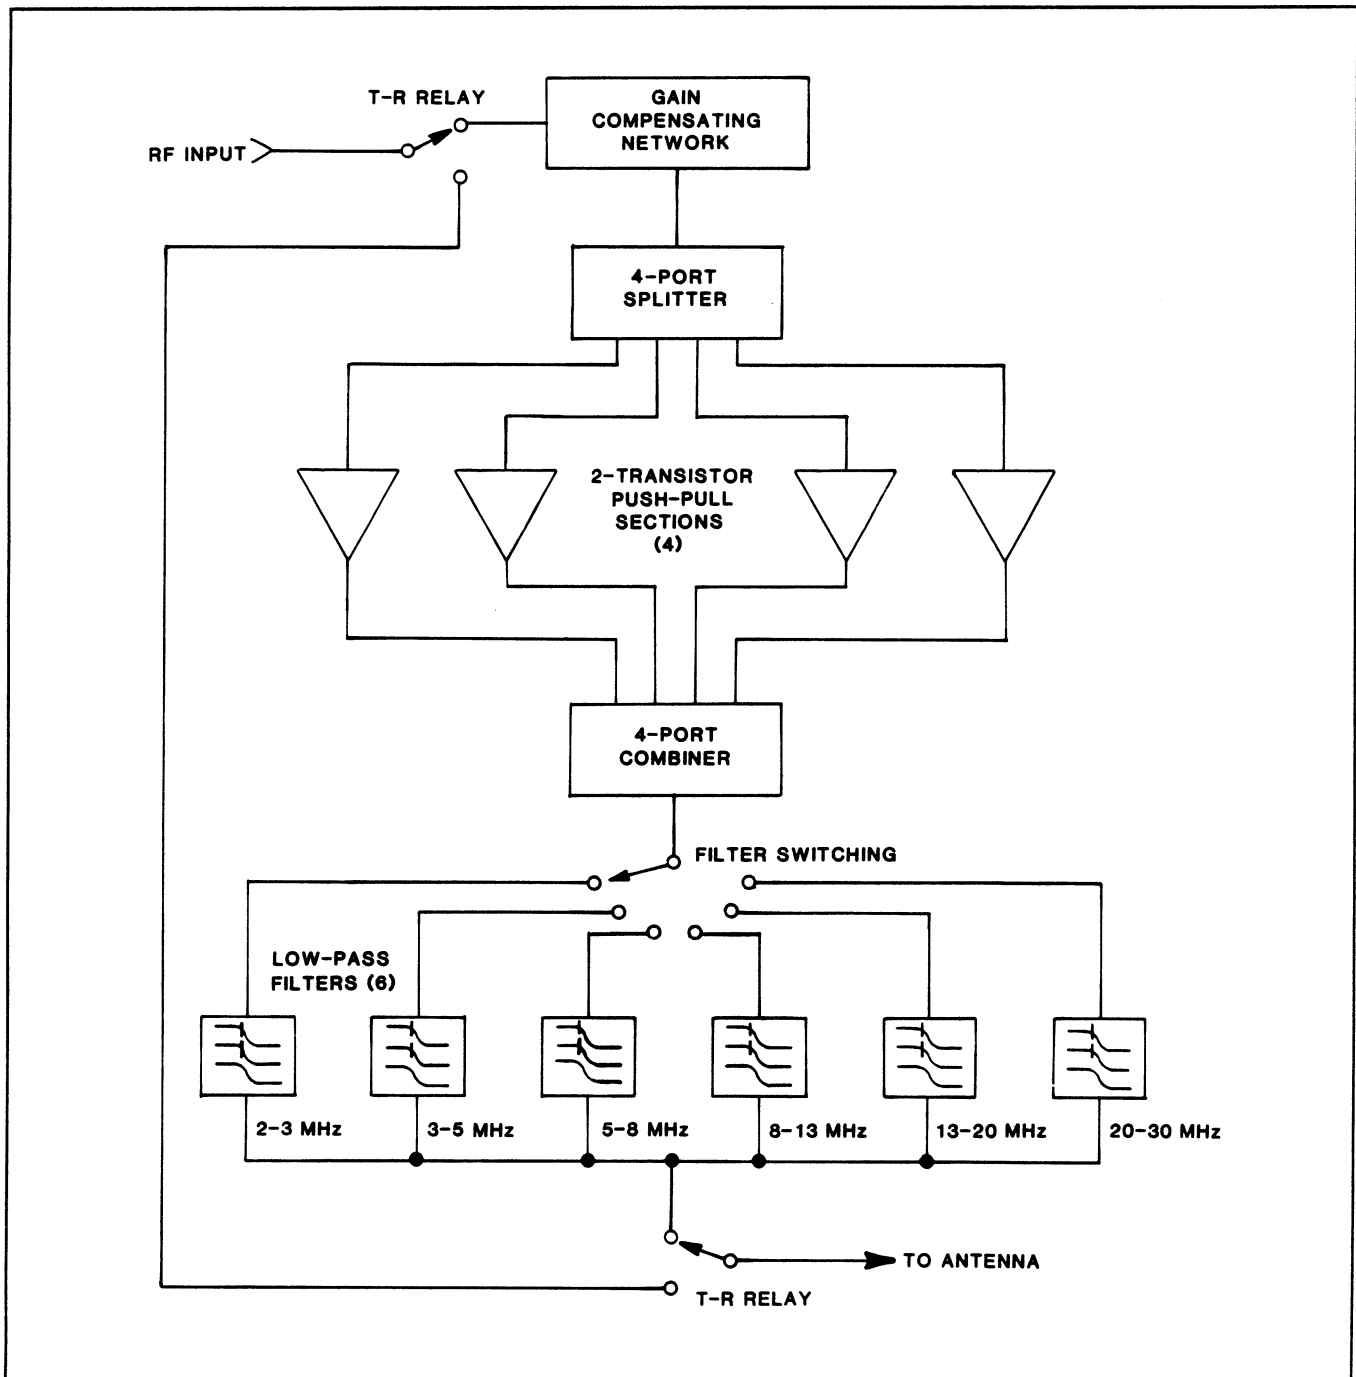 T-R RELAY
GAIN
COMPENSATING
NETWORK
RF INPUT
4-PORT
SPLITTER
2-TRANSISTOR
PUSH-PULL
SECTIONS
(4)
4-PORT
COMBINER
FILTER SWITCHING
LOW-PASS
FILTERS (6)
2-3 MHz
3-5 MHz
5-8 MHz
8-13 MHz
13-20 MHz
20-30 MHz
TO ANTENNA
T-R RELAY